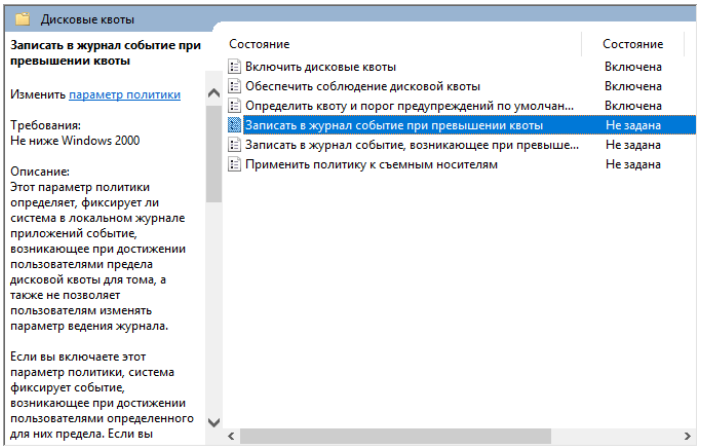 Дисковые квоты
Записать в журнал событие при
превышении квоты
Изменить параметр политики
Требования:
Не ниже Windows 2000
Описание:
Этот параметр политики
определяет, фиксирует ли
система в локальном журнале
приложений событие,
возникающее при достижении
пользователями предела
дисковой квоты для тома, а
также не позволяет
пользователям изменять
параметр ведения журнала.
Если вы включаете этот
параметр политики, система
фиксирует событие,
возникающее при достижении
пользователями определенного
для них предела. Если вы
Состояние Состояние
Включить дисковые квоты Включена
Обеспечить соблюдение дисковой квоты Включена
Определить квоту и порог предупреждений по умолчан... Включена
Записать в журнал событие при превышении квоты Не задана
Записать в журнал событие, возникающее при превыше... Не задана
Применить политику к съемным носителям Не задана